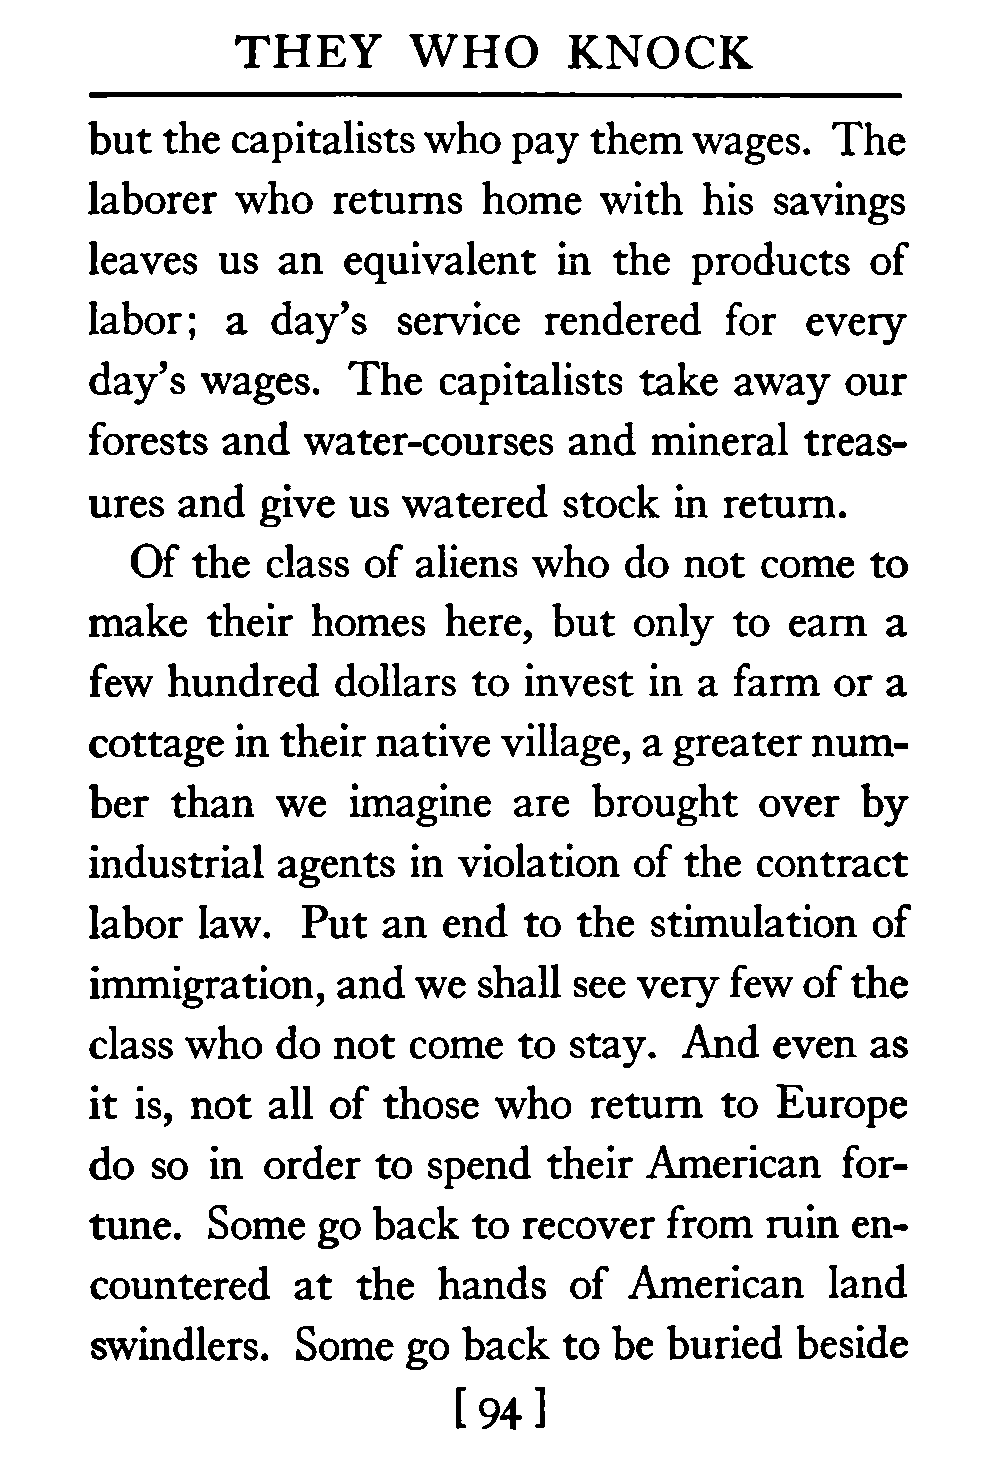 THEY WHO KNOCK
but the capitalists who pay them wages. The
laborer who returns home with his savings
leaves us an equivalent in the products of
labor; a day's service rendered for every
day's wages. The capitalists take away our
forests and water-courses and mineral treas-
ures and give us watered stock in return.
Of the class of aliens who do not come to
make their homes here, but only to earn a
few hundred dollars to invest in a farm or a
cottage in their native village, a greater num-
ber than we imagine are brought over by
industrial agents in violation of the contract
labor law. Put an end to the stimulation of
immigration, and we shall see very few of the
class who do not come to stay. And even as
it is, not all of those who return to Europe
do so in order to spend their American for-
tune. Some go back to recover from ruin en-
countered at the hands of American land
swindlers. Some go back to be buried beside
[ 94 ]